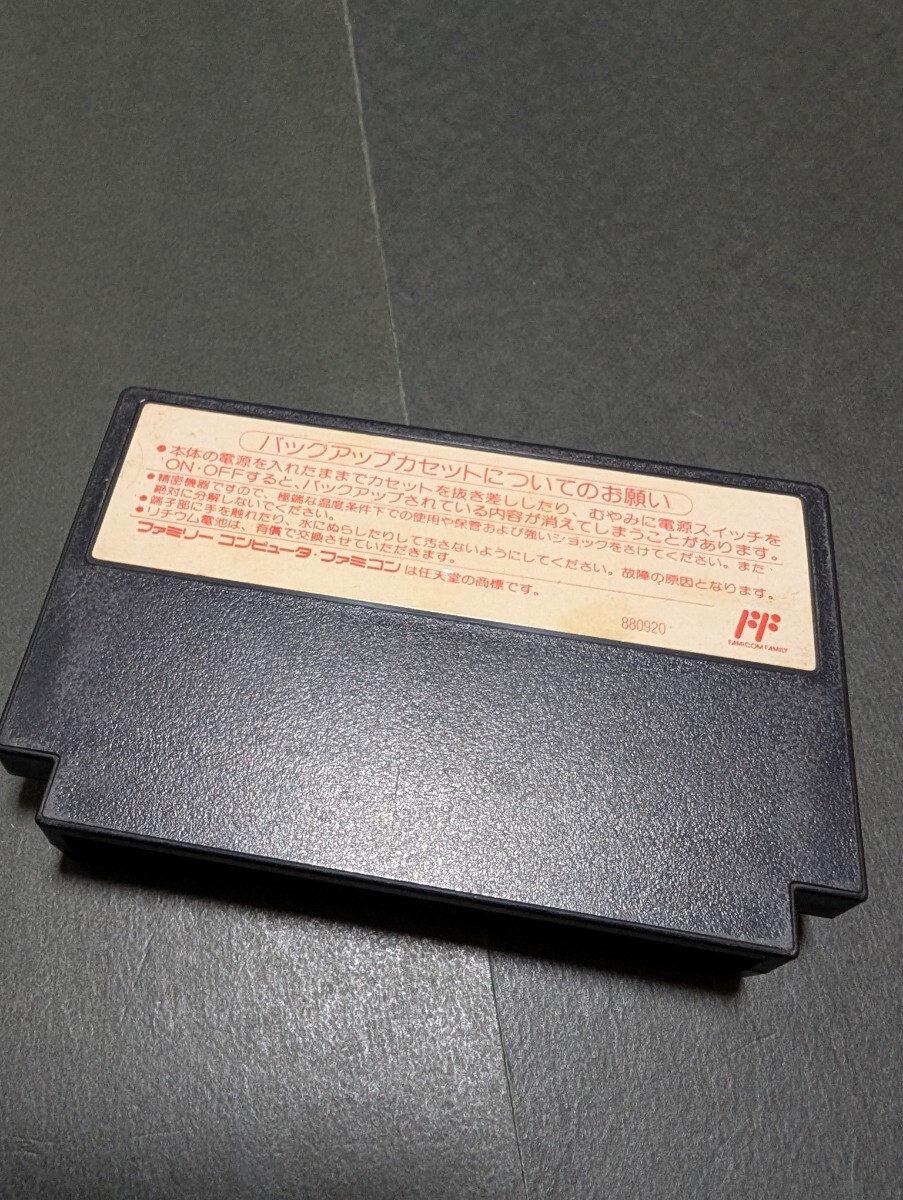 バックアップカセットについてのお願い
●本体の電源を入れたままでカセットを抜き差ししたり、むやみに電源スイッチを
ON・OFFすると、バックアップされている内容が消えてしまうことがあります。
●精密機器ですので、極端な温度条件下での使用や保管および強いショックをさけてください。また
絶対に分解しないでください。
●端子部に手を触れたり、水にぬらしたりして汚さないようにしてください。故障の原因となります。
●リチウム電池は、有償で交換させていただきます。
ファミリーコンピュータ・ファミコンは任天堂の商標です。
880920
FAMICOM FAMILY